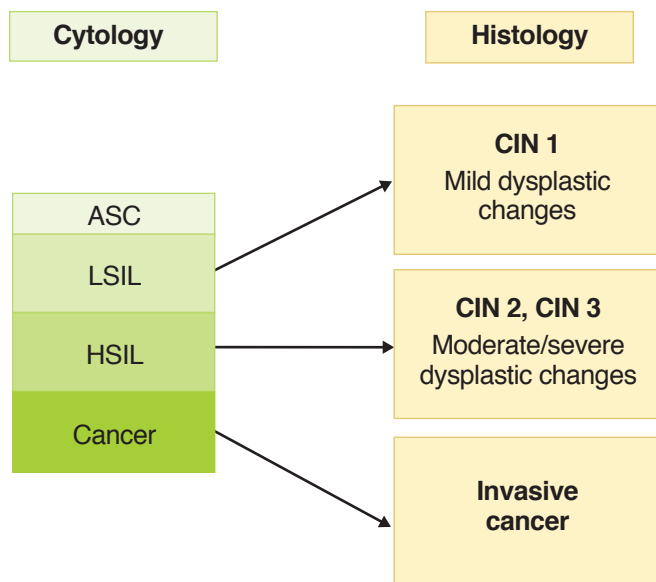 Cytology
Histology
ASC
LSIL
HSIL
Cancer
CIN 1
Mild dysplastic
changes
CIN 2, CIN 3
Moderate/severe
dysplastic changes
Invasive
cancer